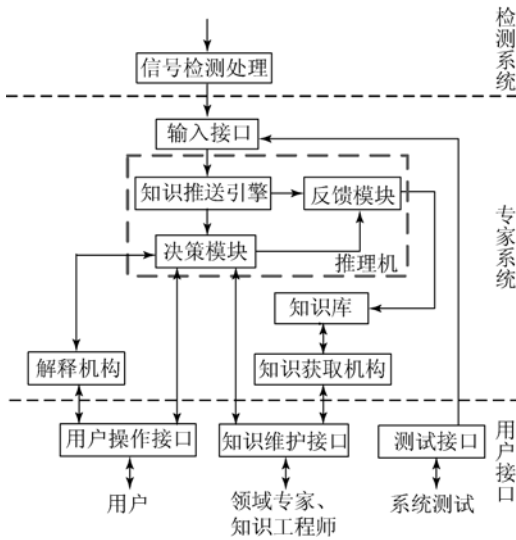 检测系统
信号检测处理
输入接口
知识推送引擎
反馈模块
决策模块
推理机
专家系统
知识库
解释机构
知识获取机构
用户操作接口
知识维护接口
测试接口
用户接口
用户
领域专家、
知识工程师
系统测试